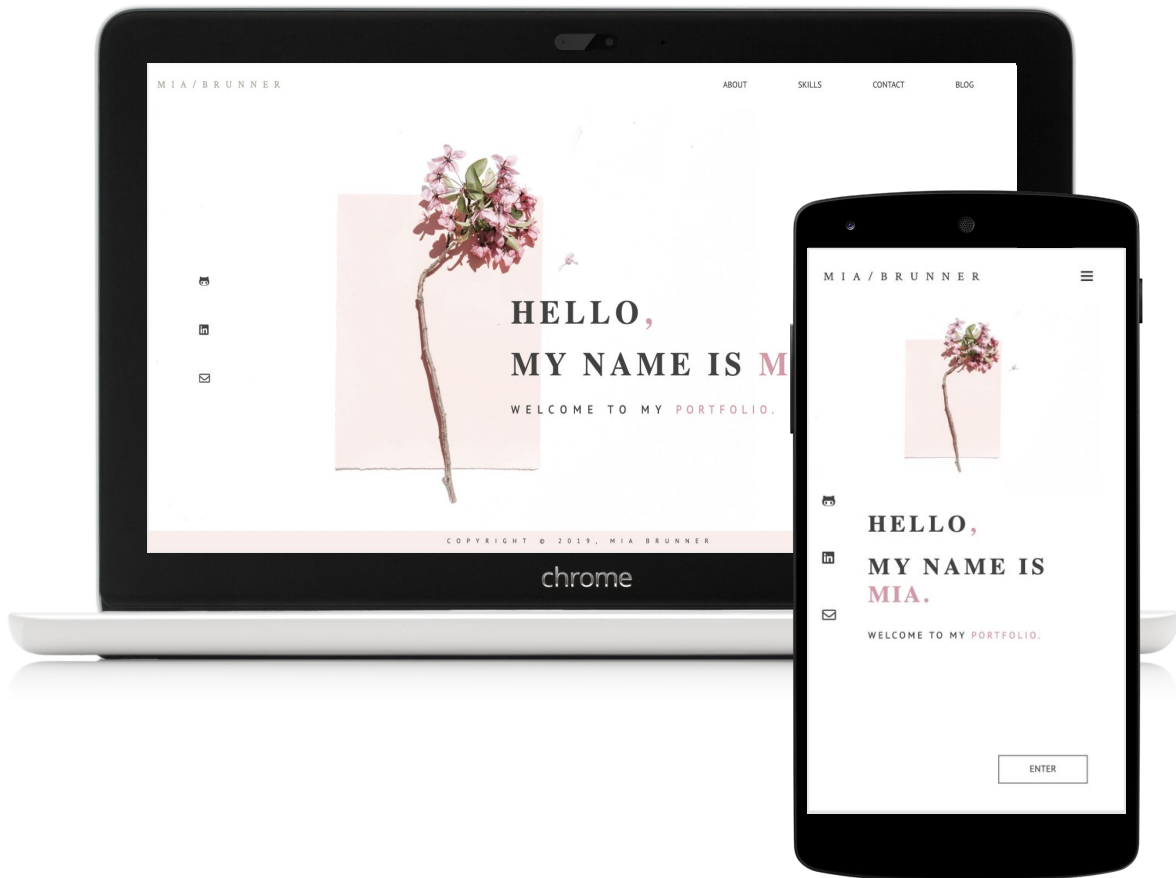 MIA/BRUNNER
ABOUT SKILLS CONTACT BLOG
HELLO,
MY NAME IS M
WELCOME TO MY PORTFOLIO.
COPYRIGHT © 2019, MIA BRUNNER
chrome
MIA/BRUNNER
in
HELLO,
MY NAME IS
MIA.
WELCOME TO MY PORTFOLIO.
ENTER